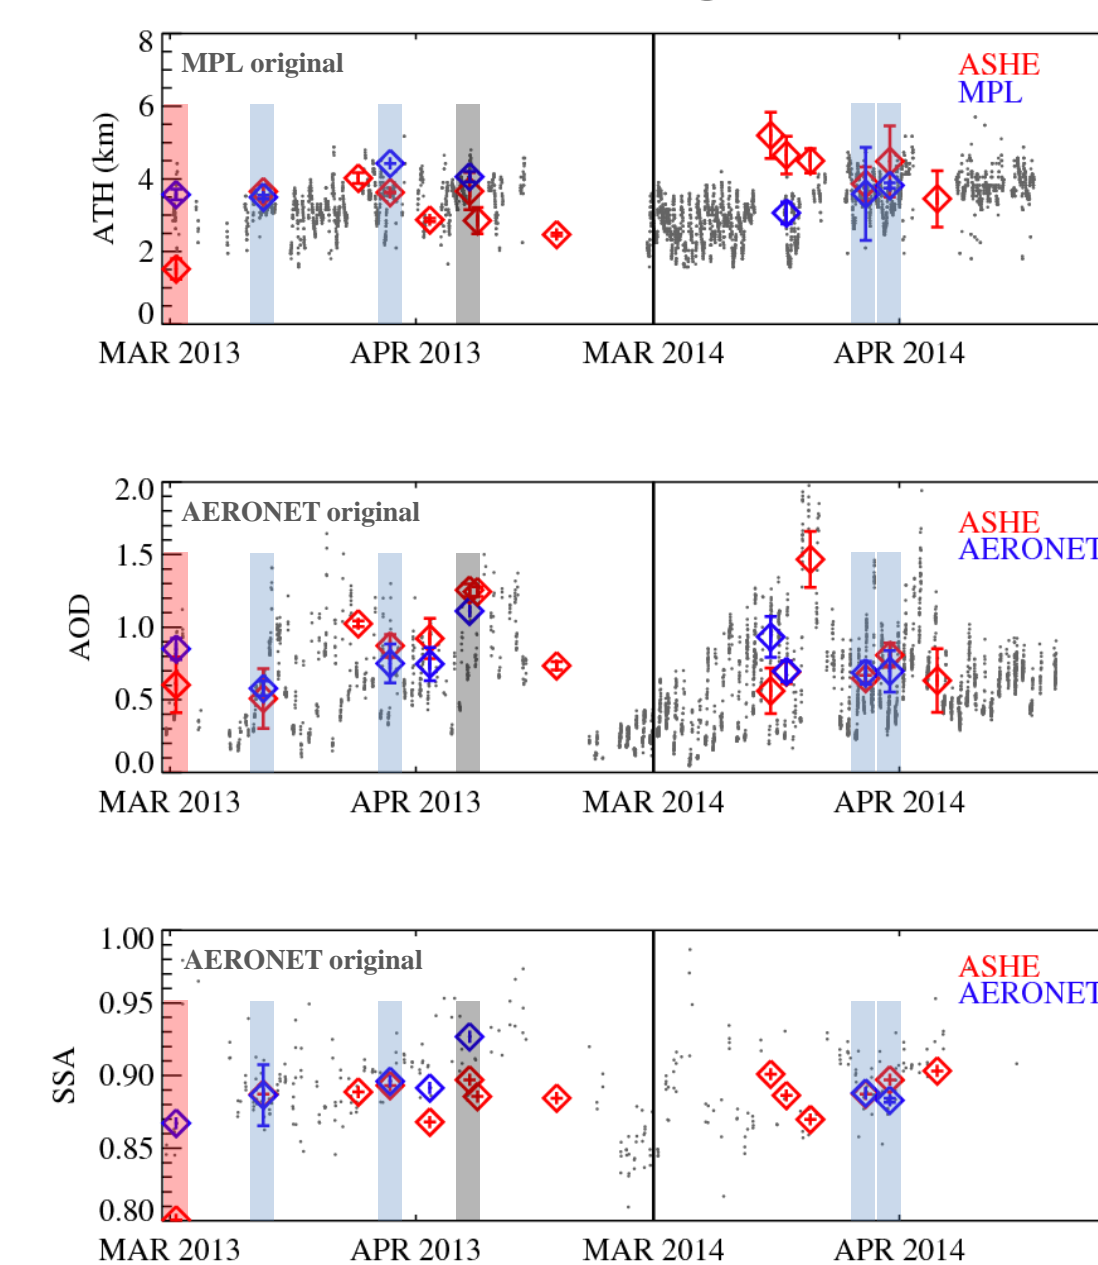 MPL original
ASHE
MPL
ATH (km)
8
6
4
2
0
MAR 2013
APR 2013
MAR 2014
APR 2014
AERONET original
ASHE
AERONET
AOD
2.0
1.5
1.0
0.5
0.0
MAR 2013
APR 2013
MAR 2014
APR 2014
AERONET original
ASHE
AERONET
SSA
1.00
0.95
0.90
0.85
0.80
MAR 2013
APR 2013
MAR 2014
APR 2014